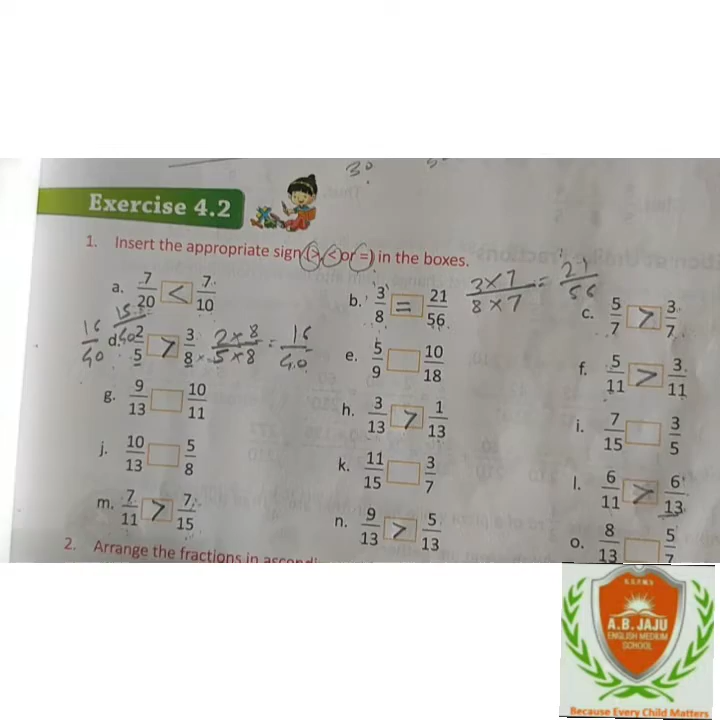 30
Exercise 4.2
1. Insert the appropriate sign (>, < or =) in the boxes.
a. 7/20 < 7/10
b. 3/8 = 21/56
3 × 7 / 8 × 7 = 21/56
c. 5/7 > 3/7
16/40
15/40
d. 2/5 > 3/8
2 × 8 / 5 × 8 = 16/40
e. 5/9 10/18
f. 5/11 > 3/11
g. 9/13 10/11
h. 3/13 > 1/13
i. 7/15 3/5
j. 10/13 5/8
k. 11/15 3/7
l. 6/11 > 6/13
m. 7/11 > 7/15
n. 9/13 > 5/13
o. 8/13 5/7
2. Arrange the fractions in
A.B. JAJU
ENGLISH MEDIUM
SCHOOL
Because Every Child Matters